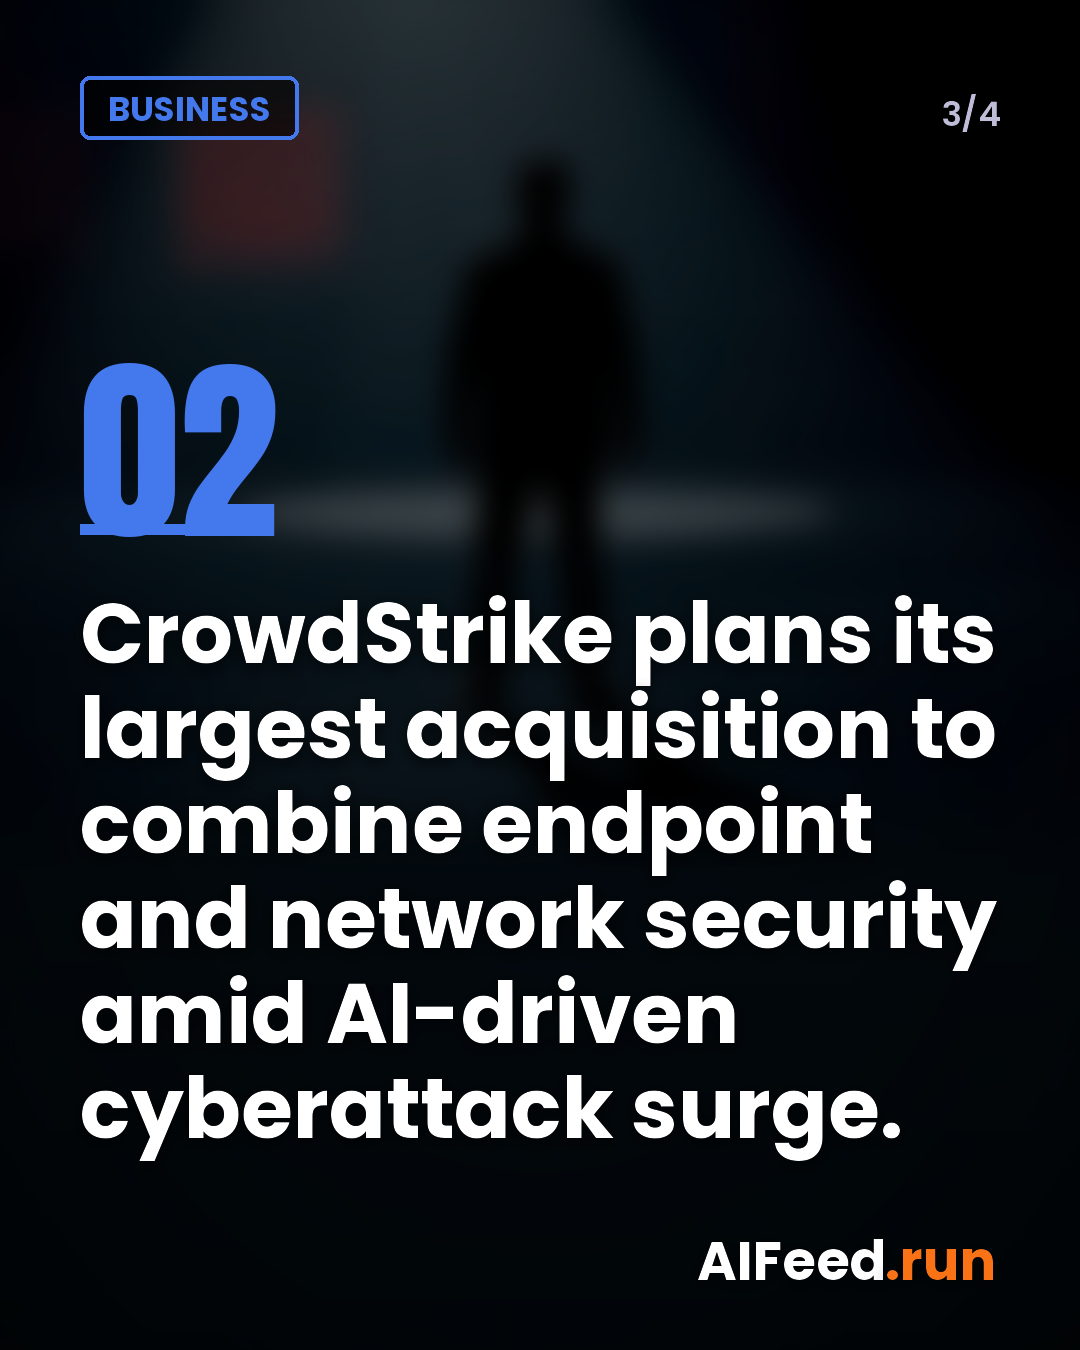 BUSINESS
3/4
02
CrowdStrike plans its
largest acquisition to
combine endpoint
and network security
amid AI-driven
cyberattack surge.
AIFeed.run